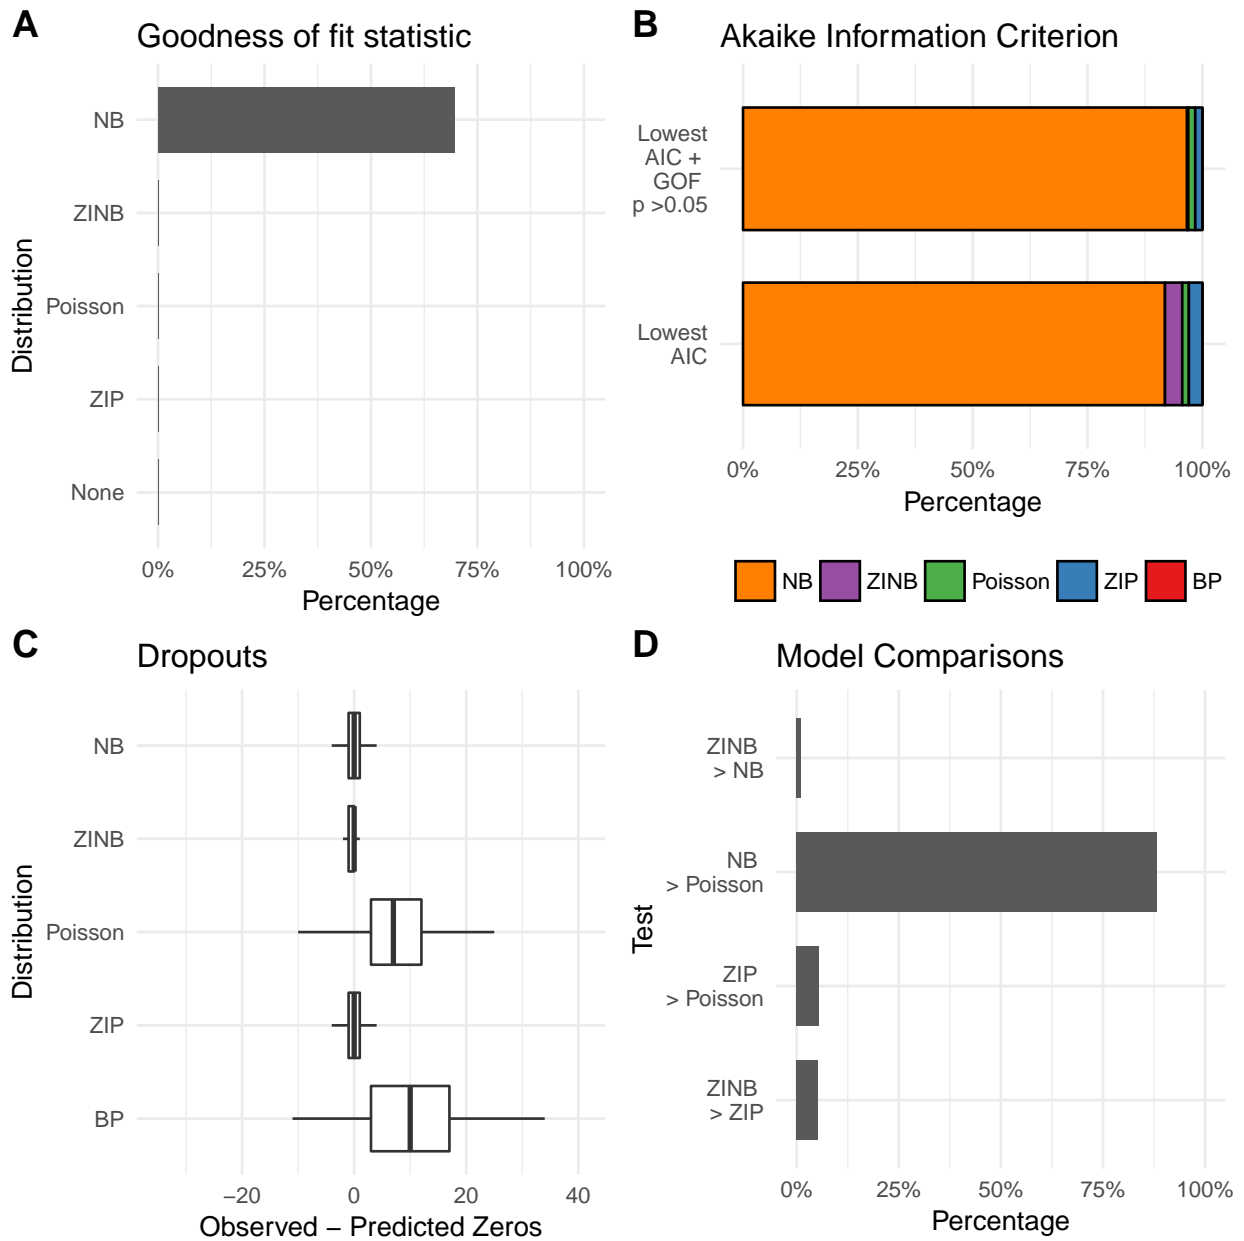 A
Goodness of fit statistic
Distribution
NB
ZINB
Poisson
ZIP
None
0%
25%
50%
75%
100%
Percentage
B
Akaike Information Criterion
Lowest
AIC +
GOF
p >0.05
Lowest
AIC
0%
25%
50%
75%
100%
Percentage
NB
ZINB
Poisson
ZIP
BP
C
Dropouts
Distribution
NB
ZINB
Poisson
ZIP
BP
−20
0
20
40
Observed − Predicted Zeros
D
Model Comparisons
Test
ZINB
> NB
NB
> Poisson
ZIP
> Poisson
ZINB
> ZIP
0%
25%
50%
75%
100%
Percentage